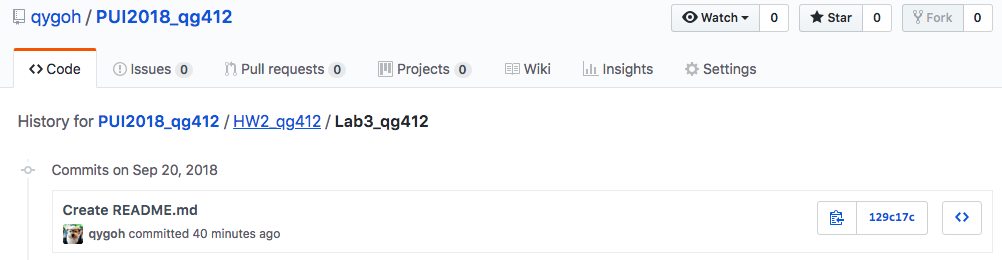 qygoh / PUI2018_qg412 Watch 0 Star 0 Fork 0
Code Issues 0 Pull requests 0 Projects 0 Wiki Insights Settings
History for PUI2018_qg412 / HW2_qg412 / Lab3_qg412
Commits on Sep 20, 2018
Create README.md
129c17c
qygoh committed 40 minutes ago